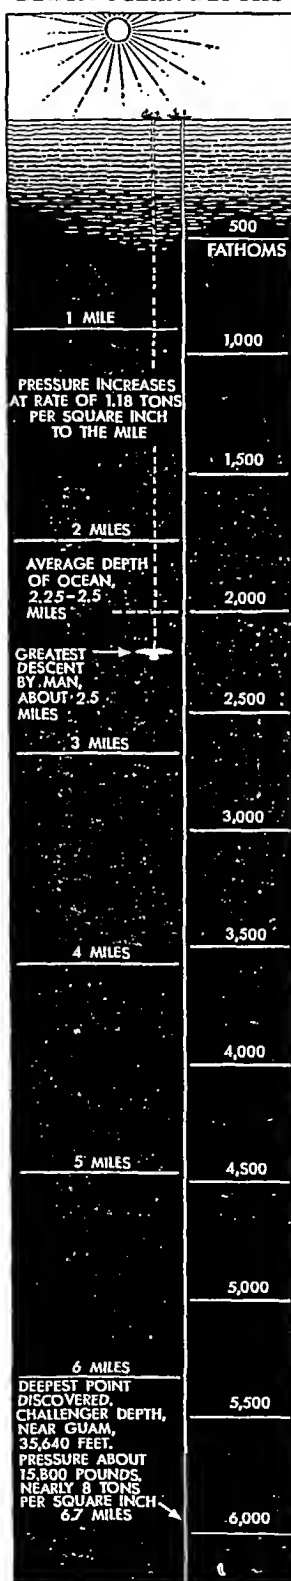 500
FATHOMS
1 MILE
1,000
PRESSURE INCREASES
AT RATE OF 1.18 TONS
PER SQUARE INCH
TO THE MILE
1,500
2 MILES
AVERAGE DEPTH
OF OCEAN,
2.25–2.5
MILES
2,000
GREATEST
DESCENT
BY MAN,
ABOUT 2.5
MILES
2,500
3 MILES
3,000
3,500
4 MILES
4,000
5 MILES
4,500
5,000
6 MILES
DEEPEST POINT
DISCOVERED,
CHALLENGER DEPTH,
NEAR GUAM,
35,640 FEET.
PRESSURE ABOUT
15,800 POUNDS,
NEARLY 8 TONS
PER SQUARE INCH
6.7 MILES
5,500
6,000